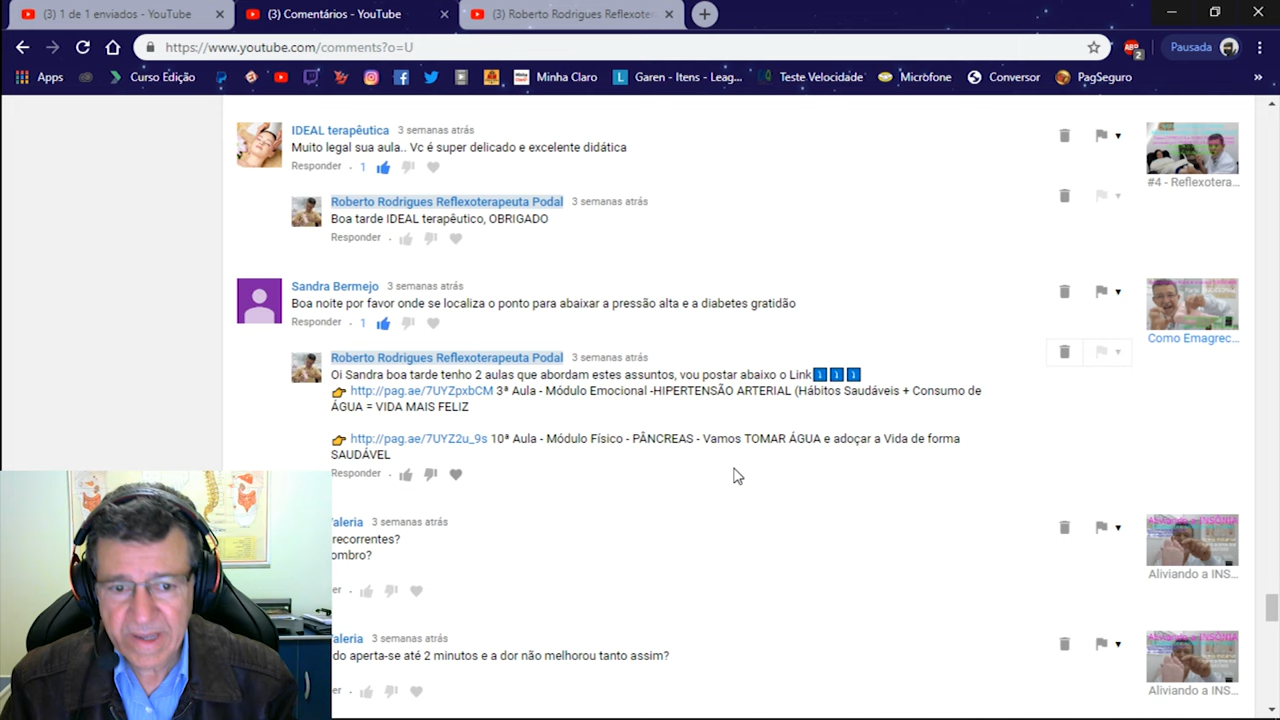 (3) 1 de 1 enviados - YouTube
(3) Comentários - YouTube
(3) Roberto Rodrigues Reflexoter
https://www.youtube.com/comments?o=U
ABP
2
Pausada
Apps
Curso Edição
Minha Claro
L
Garen - Itens - Leag...
Teste Velocidade
Micròfone
Conversor
PagSeguro
»
IDEAL terapêutica 3 semanas atrás
Muito legal sua aula.. Vc é super delicado e excelente didática
Responder · 1
#4 - Reflexotera...
Roberto Rodrigues Reflexoterapeuta Podal 3 semanas atrás
Boa tarde IDEAL terapêutico, OBRIGADO
Responder ·
Sandra Bermejo 3 semanas atrás
Boa noite por favor onde se localiza o ponto para abaixar a pressão alta e a diabetes gratidão
Responder · 1
Como Emagrec...
Roberto Rodrigues Reflexoterapeuta Podal 3 semanas atrás
Oi Sandra boa tarde tenho 2 aulas que abordam estes assuntos, vou postar abaixo o Link
http://pag.ae/7UYZpxbCM 3ª Aula - Módulo Emocional -HIPERTENSÃO ARTERIAL (Hábitos Saudáveis + Consumo de
ÁGUA = VIDA MAIS FELIZ
http://pag.ae/7UYZ2u_9s 10ª Aula - Módulo Físico - PÂNCREAS - Vamos TOMAR ÁGUA e adoçar a Vida de forma
SAUDÁVEL
Responder ·
aleria 3 semanas atrás
recorrentes?
ombro?
er ·
Aliviando a INS...
aleria 3 semanas atrás
do aperta-se até 2 minutos e a dor não melhorou tanto assim?
er ·
Aliviando a INS...